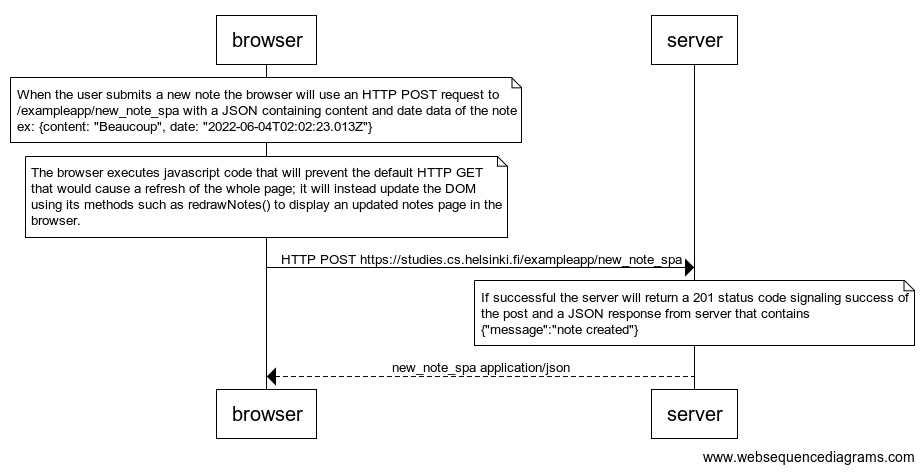 browser
server
When the user submits a new note the browser will use an HTTP POST request to
/exampleapp/new_note_spa with a JSON containing content and date data of the note
ex: {content: "Beaucoup", date: "2022-06-04T02:02:23.013Z"}
The browser executes javascript code that will prevent the default HTTP GET
that would cause a refresh of the whole page; it will instead update the DOM
using its methods such as redrawNotes() to display an updated notes page in the
browser.
HTTP POST https://studies.cs.helsinki.fi/exampleapp/new_note_spa
If successful the server will return a 201 status code signaling success of
the post and a JSON response from server that contains
{"message":"note created"}
new_note_spa application/json
browser
server
www.websequencediagrams.com